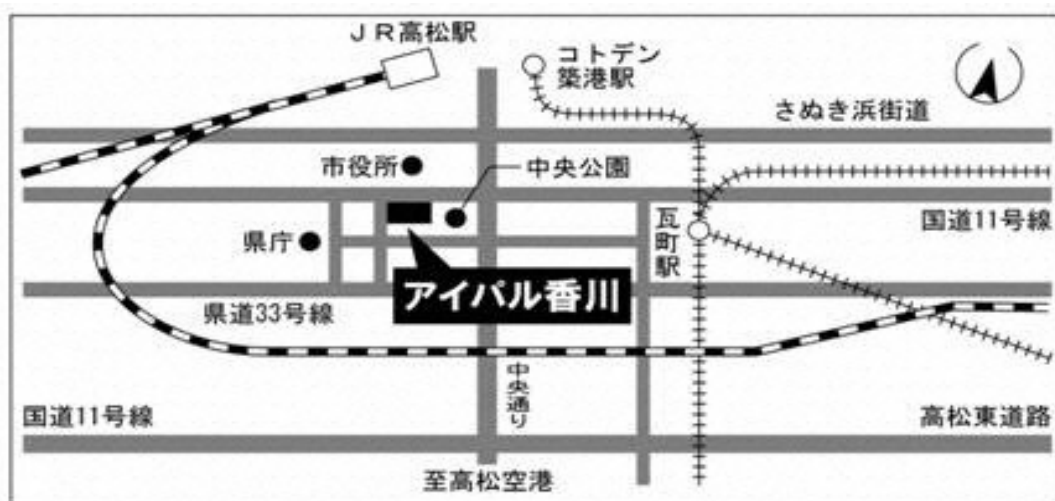 JR高松駅
コトデン
築港駅
さぬき浜街道
市役所
中央公園
県庁
瓦町駅
国道11号線
アイパル香川
県道33号線
中央通り
国道11号線
高松東道路
至高松空港